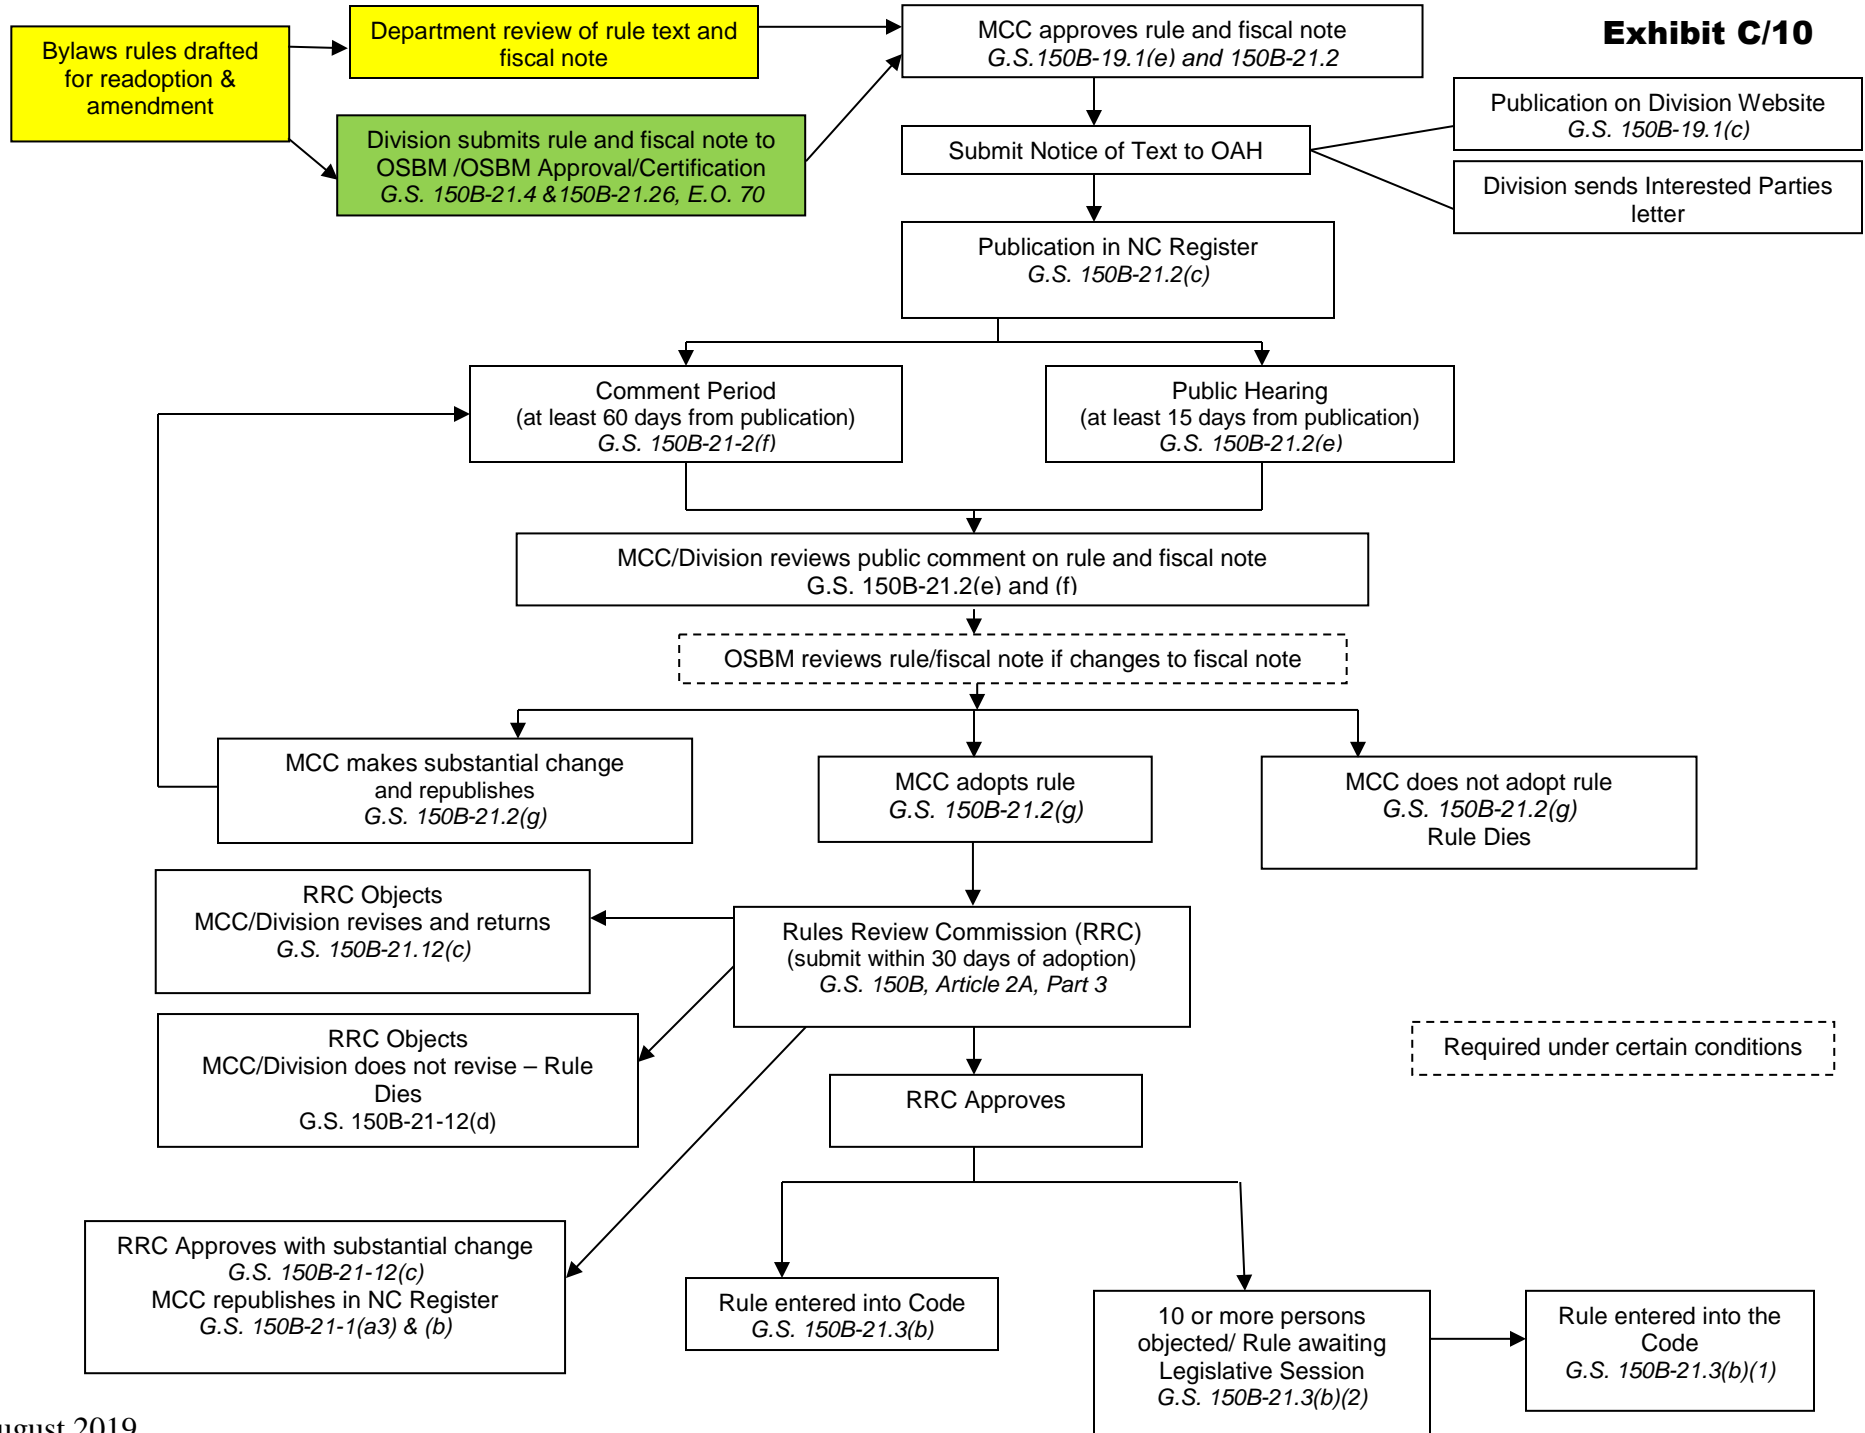 Exhibit C/10
Bylaws rules drafted
for readoption &
amendment
Department review of rule text and
fiscal note
Division submits rule and fiscal note to
OSBM /OSBM Approval/Certification
G.S. 150B-21.4 &150B-21.26, E.O. 70
MCC approves rule and fiscal note
G.S.150B-19.1(e) and 150B-21.2
Submit Notice of Text to OAH
Publication on Division Website
G.S. 150B-19.1(c)
Division sends Interested Parties
letter
Publication in NC Register
G.S. 150B-21.2(c)
Comment Period
(at least 60 days from publication)
G.S. 150B-21-2(f)
Public Hearing
(at least 15 days from publication)
G.S. 150B-21.2(e)
MCC/Division reviews public comment on rule and fiscal note
G.S. 150B-21.2(e) and (f)
OSBM reviews rule/fiscal note if changes to fiscal note
MCC makes substantial change
and republishes
G.S. 150B-21.2(g)
MCC adopts rule
G.S. 150B-21.2(g)
MCC does not adopt rule
G.S. 150B-21.2(g)
Rule Dies
RRC Objects
MCC/Division revises and returns
G.S. 150B-21.12(c)
Rules Review Commission (RRC)
(submit within 30 days of adoption)
G.S. 150B, Article 2A, Part 3
RRC Objects
MCC/Division does not revise – Rule
Dies
G.S. 150B-21-12(d)
Required under certain conditions
RRC Approves
RRC Approves with substantial change
G.S. 150B-21-12(c)
MCC republishes in NC Register
G.S. 150B-21-1(a3) & (b)
Rule entered into Code
G.S. 150B-21.3(b)
10 or more persons
objected/ Rule awaiting
Legislative Session
G.S. 150B-21.3(b)(2)
Rule entered into the
Code
G.S. 150B-21.3(b)(1)
ugust 2019